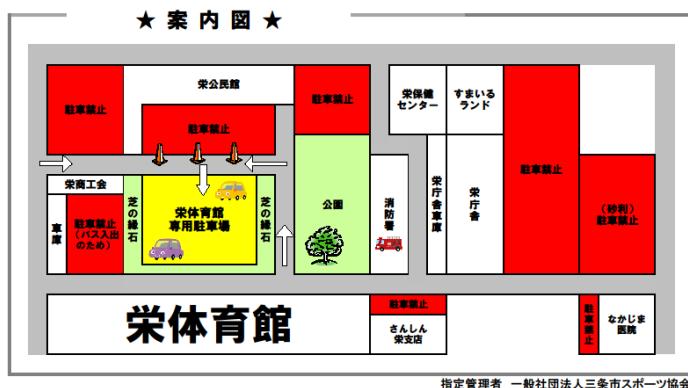 ★ 案 内 図 ★
駐車禁止
栄公民館
駐車禁止
駐車禁止
栄保健
センター
すまいる
ランド
駐車禁止
栄商工会
車庫
駐車禁止
(バス入出
のため)
芝の縁石
栄体育館
専用駐車場
芝の縁石
公園
消防署
栄庁舎車庫
栄庁舎
(砂利)
駐車禁止
栄体育館
駐車禁止
さんしん
栄支店
駐車禁止
なかじま
医院
指定管理者 一般社団法人三条市スポーツ協会